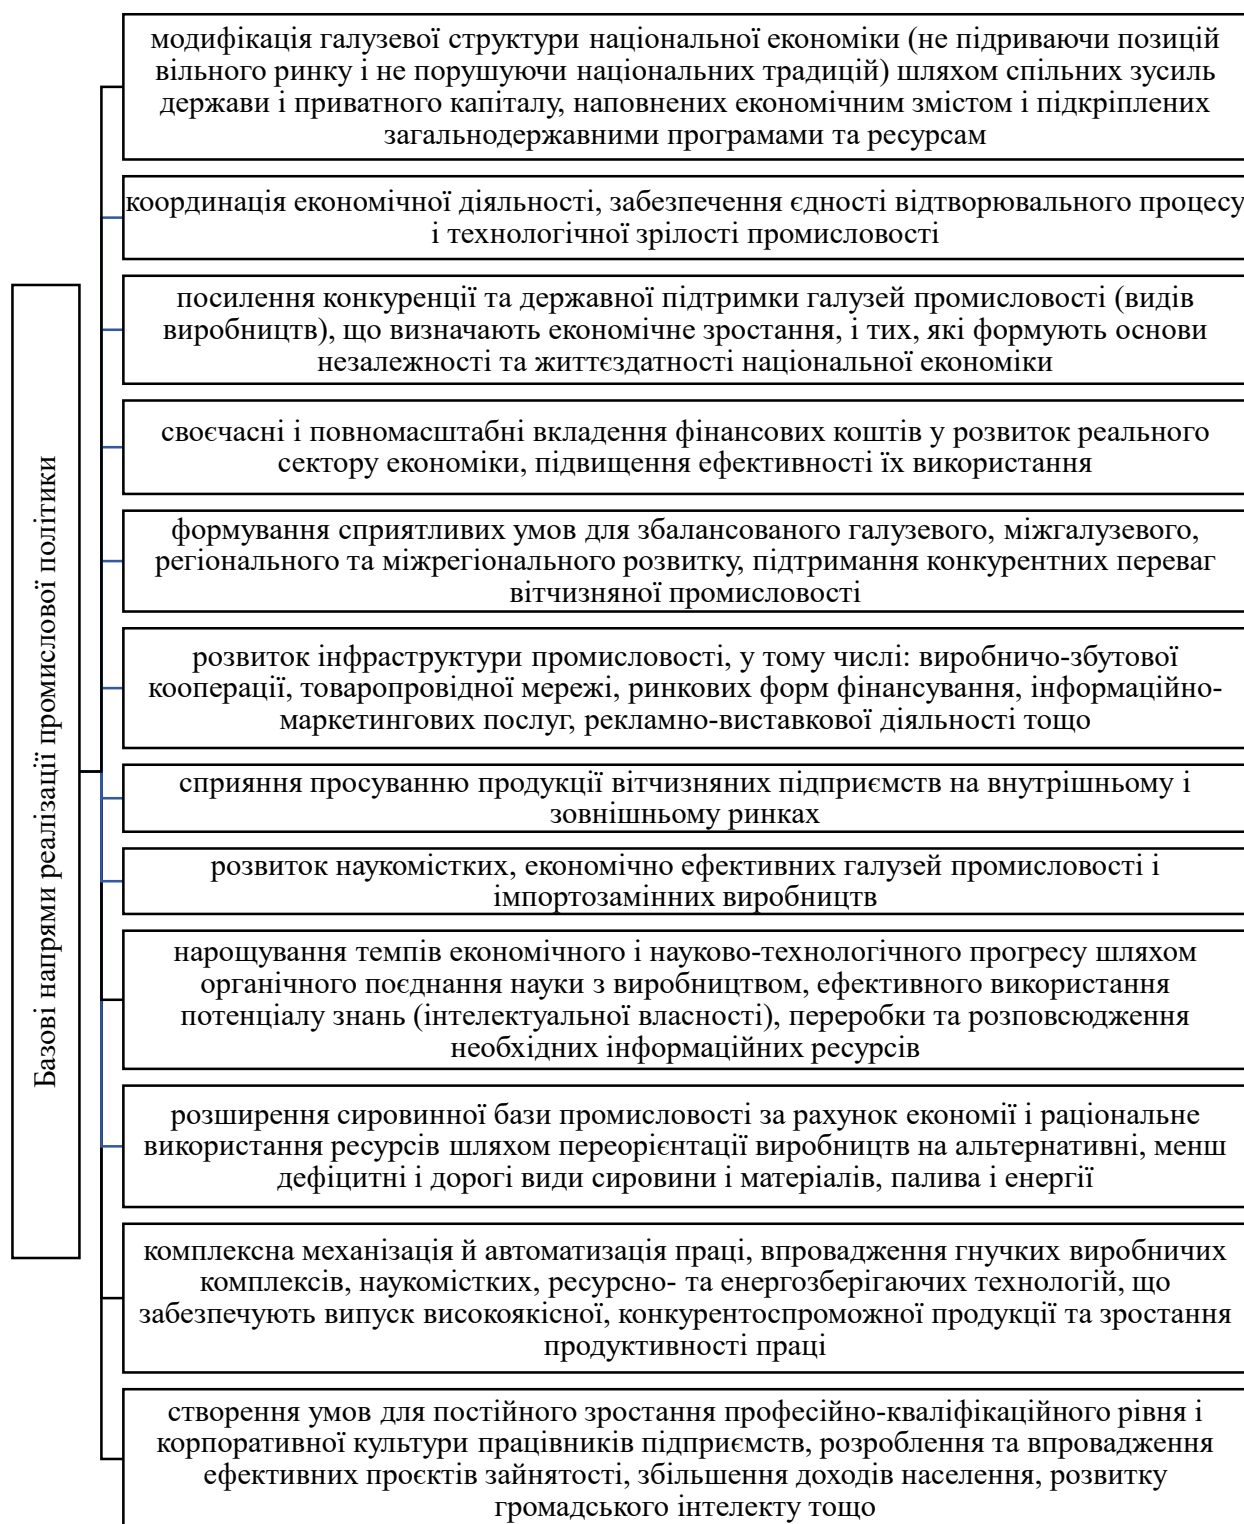 Базові напрями реалізації промислової політики
модифікація галузевої структури національної економіки (не підриваючи позицій
вільного ринку і не порушуючи національних традицій) шляхом спільних зусиль
держави і приватного капіталу, наповнених економічним змістом і підкріплених
загальнодержавними програмами та ресурсам
координація економічної діяльності, забезпечення єдності відтворювального процесу
і технологічної зрілості промисловості
посилення конкуренції та державної підтримки галузей промисловості (видів
виробництв), що визначають економічне зростання, і тих, які формують основи
незалежності та життєздатності національної економіки
своєчасні і повномасштабні вкладення фінансових коштів у розвиток реального
сектору економіки, підвищення ефективності їх використання
формування сприятливих умов для збалансованого галузевого, міжгалузевого,
регіонального та міжрегіонального розвитку, підтримання конкурентних переваг
вітчизняної промисловості
розвиток інфраструктури промисловості, у тому числі: виробничо-збутової
кооперації, товаропровідної мережі, ринкових форм фінансування, інформаційно-
маркетингових послуг, рекламно-виставкової діяльності тощо
сприяння просуванню продукції вітчизняних підприємств на внутрішньому і
зовнішньому ринках
розвиток наукомістких, економічно ефективних галузей промисловості і
імпортозамінних виробництв
нарощування темпів економічного і науково-технологічного прогресу шляхом
органічного поєднання науки з виробництвом, ефективного використання
потенціалу знань (інтелектуальної власності), переробки та розповсюдження
необхідних інформаційних ресурсів
розширення сировинної бази промисловості за рахунок економії і раціональне
використання ресурсів шляхом переорієнтації виробництв на альтернативні, менш
дефіцитні і дорогі види сировини і матеріалів, палива і енергії
комплексна механізація й автоматизація праці, впровадження гнучких виробничих
комплексів, наукомістких, ресурсно- та енергозберігаючих технологій, що
забезпечують випуск високоякісної, конкурентоспроможної продукції та зростання
продуктивності праці
створення умов для постійного зростання професійно-кваліфікаційного рівня і
корпоративної культури працівників підприємств, розроблення та впровадження
ефективних проєктів зайнятості, збільшення доходів населення, розвитку
громадського інтелекту тощо